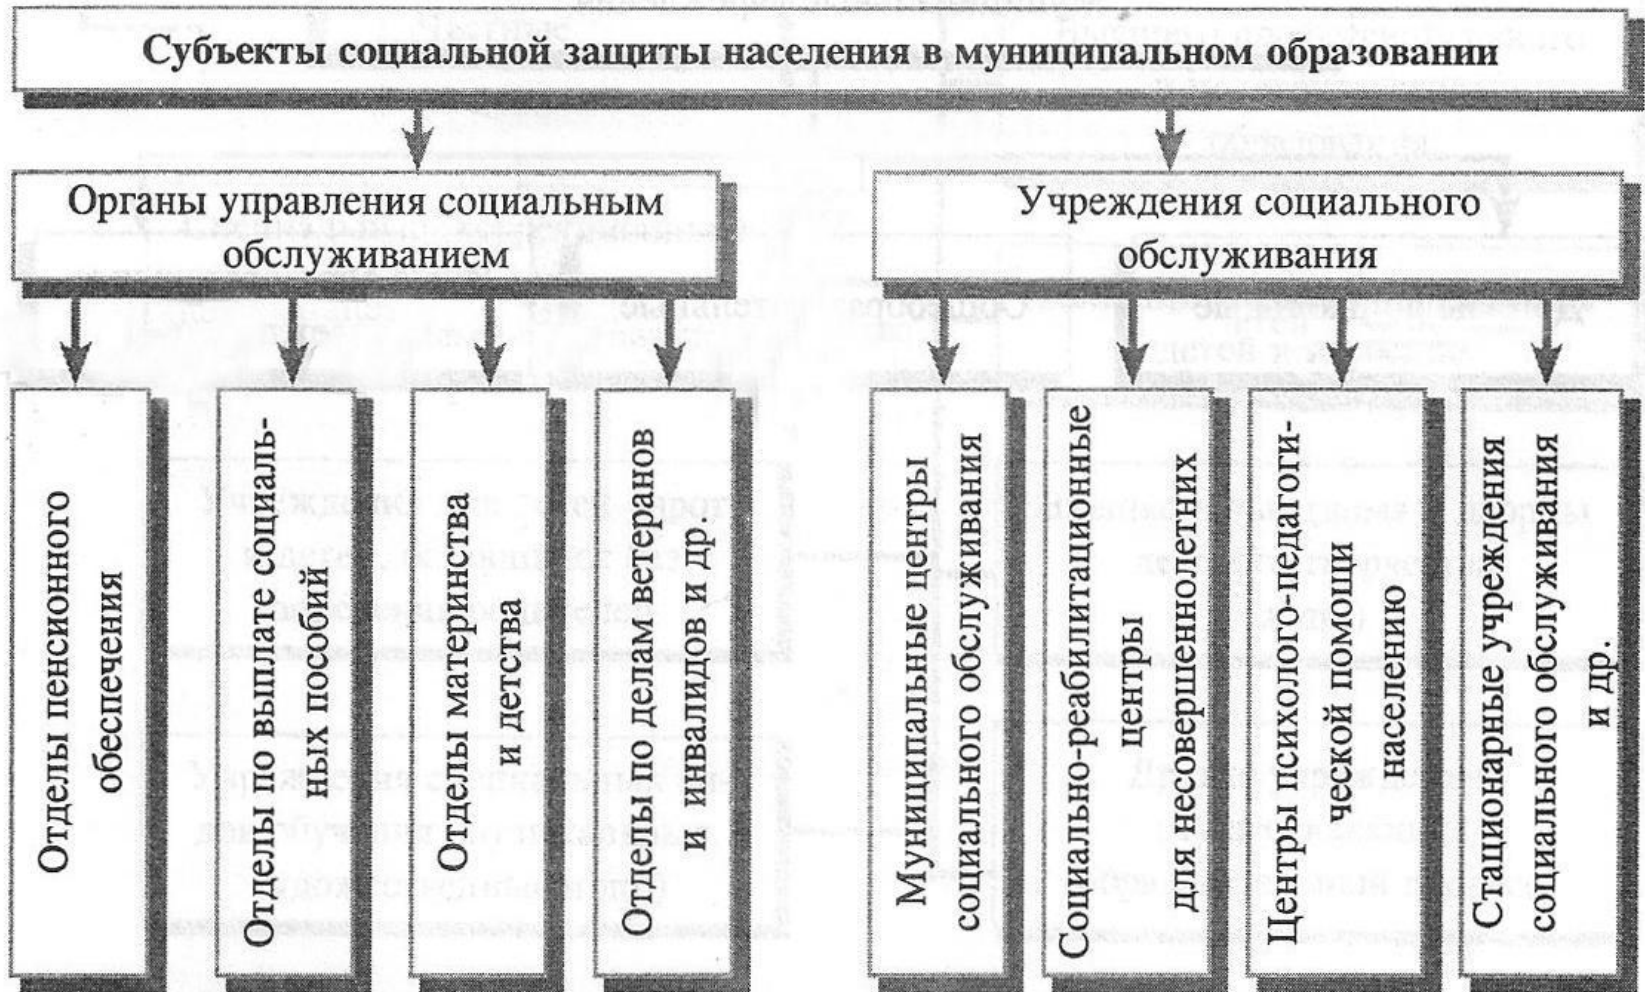 Субъекты социальной защиты населения в муниципальном образовании
Органы управления социальным
обслуживанием
Учреждения социального
обслуживания
Отделы пенсионного
обеспечения
Отделы по выплате социаль-
ных пособий
Отделы материнства
и детства
Отделы по делам ветеранов
и инвалидов и др.
Муниципальные центры
социального обслуживания
Социально-реабилитационные
центры
для несовершеннолетних
Центры психолого-педагоги-
ческой помощи
населению
Стационарные учреждения
социального обслуживания
и др.